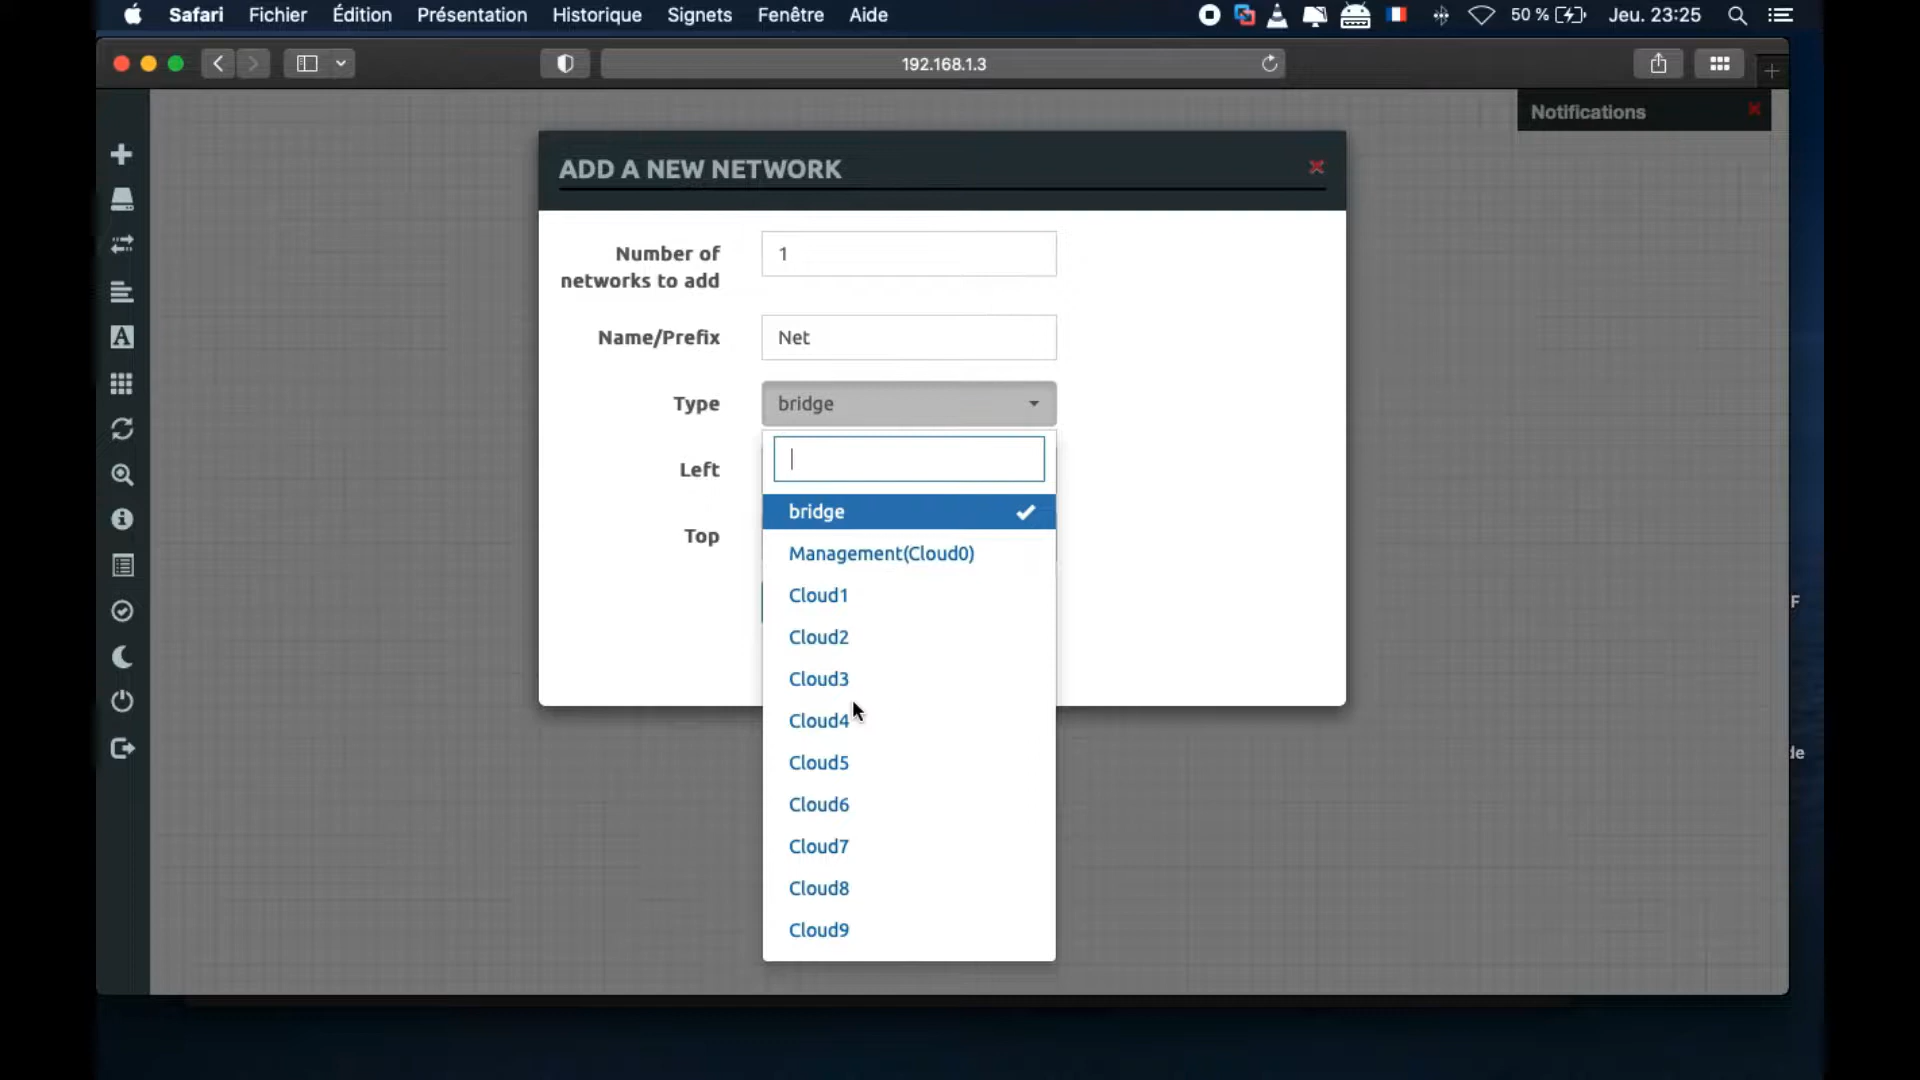 Safari Fichier Édition Présentation Historique Signets Fenêtre Aide 50 % Jeu. 23:25
192.168.1.3
Notifications
ADD A NEW NETWORK
Number of
networks to add
1
Name/Prefix
Net
Type
bridge
Left
Top
bridge
Management(Cloud0)
Cloud1
Cloud2
Cloud3
Cloud4
Cloud5
Cloud6
Cloud7
Cloud8
Cloud9
F
de